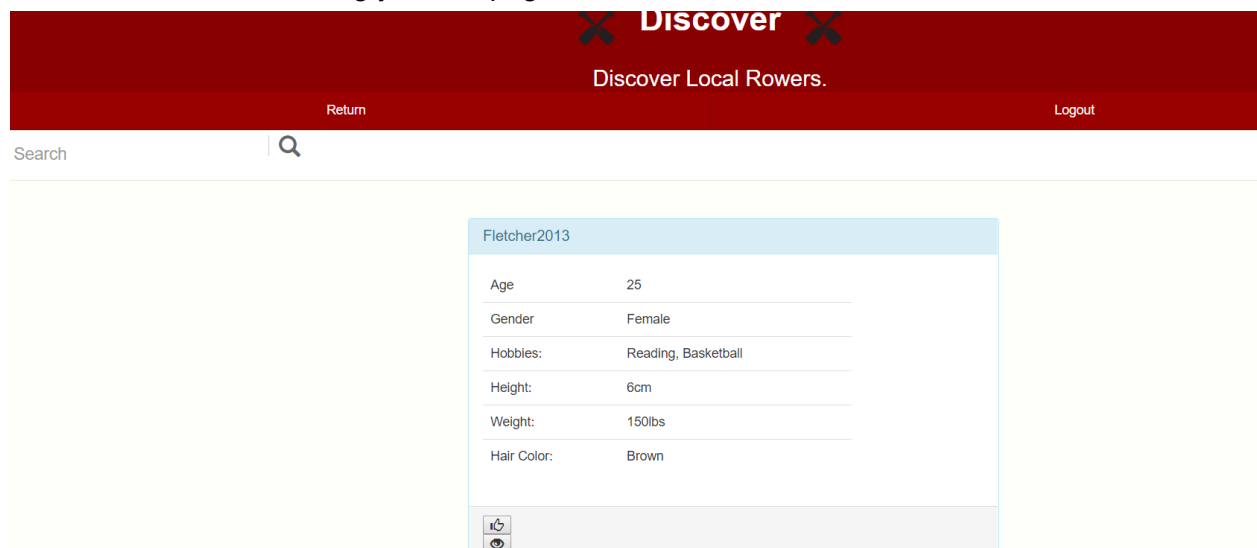 Discover
Discover Local Rowers.
Return Logout
Search
Fletcher2013
Age 25
Gender Female
Hobbies: Reading, Basketball
Height: 6cm
Weight: 150lbs
Hair Color: Brown